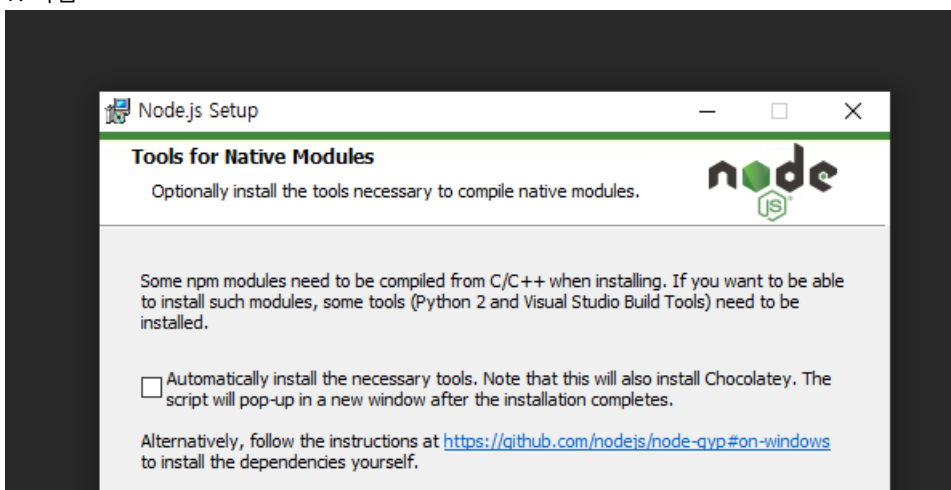 Node.js Setup
Tools for Native Modules
Optionally install the tools necessary to compile native modules.
node
JS
Some npm modules need to be compiled from C/C++ when installing. If you want to be able
to install such modules, some tools (Python 2 and Visual Studio Build Tools) need to be
installed.
Automatically install the necessary tools. Note that this will also install Chocolatey. The
script will pop-up in a new window after the installation completes.
Alternatively, follow the instructions at https://github.com/nodejs/node-gyp#on-windows
to install the dependencies yourself.